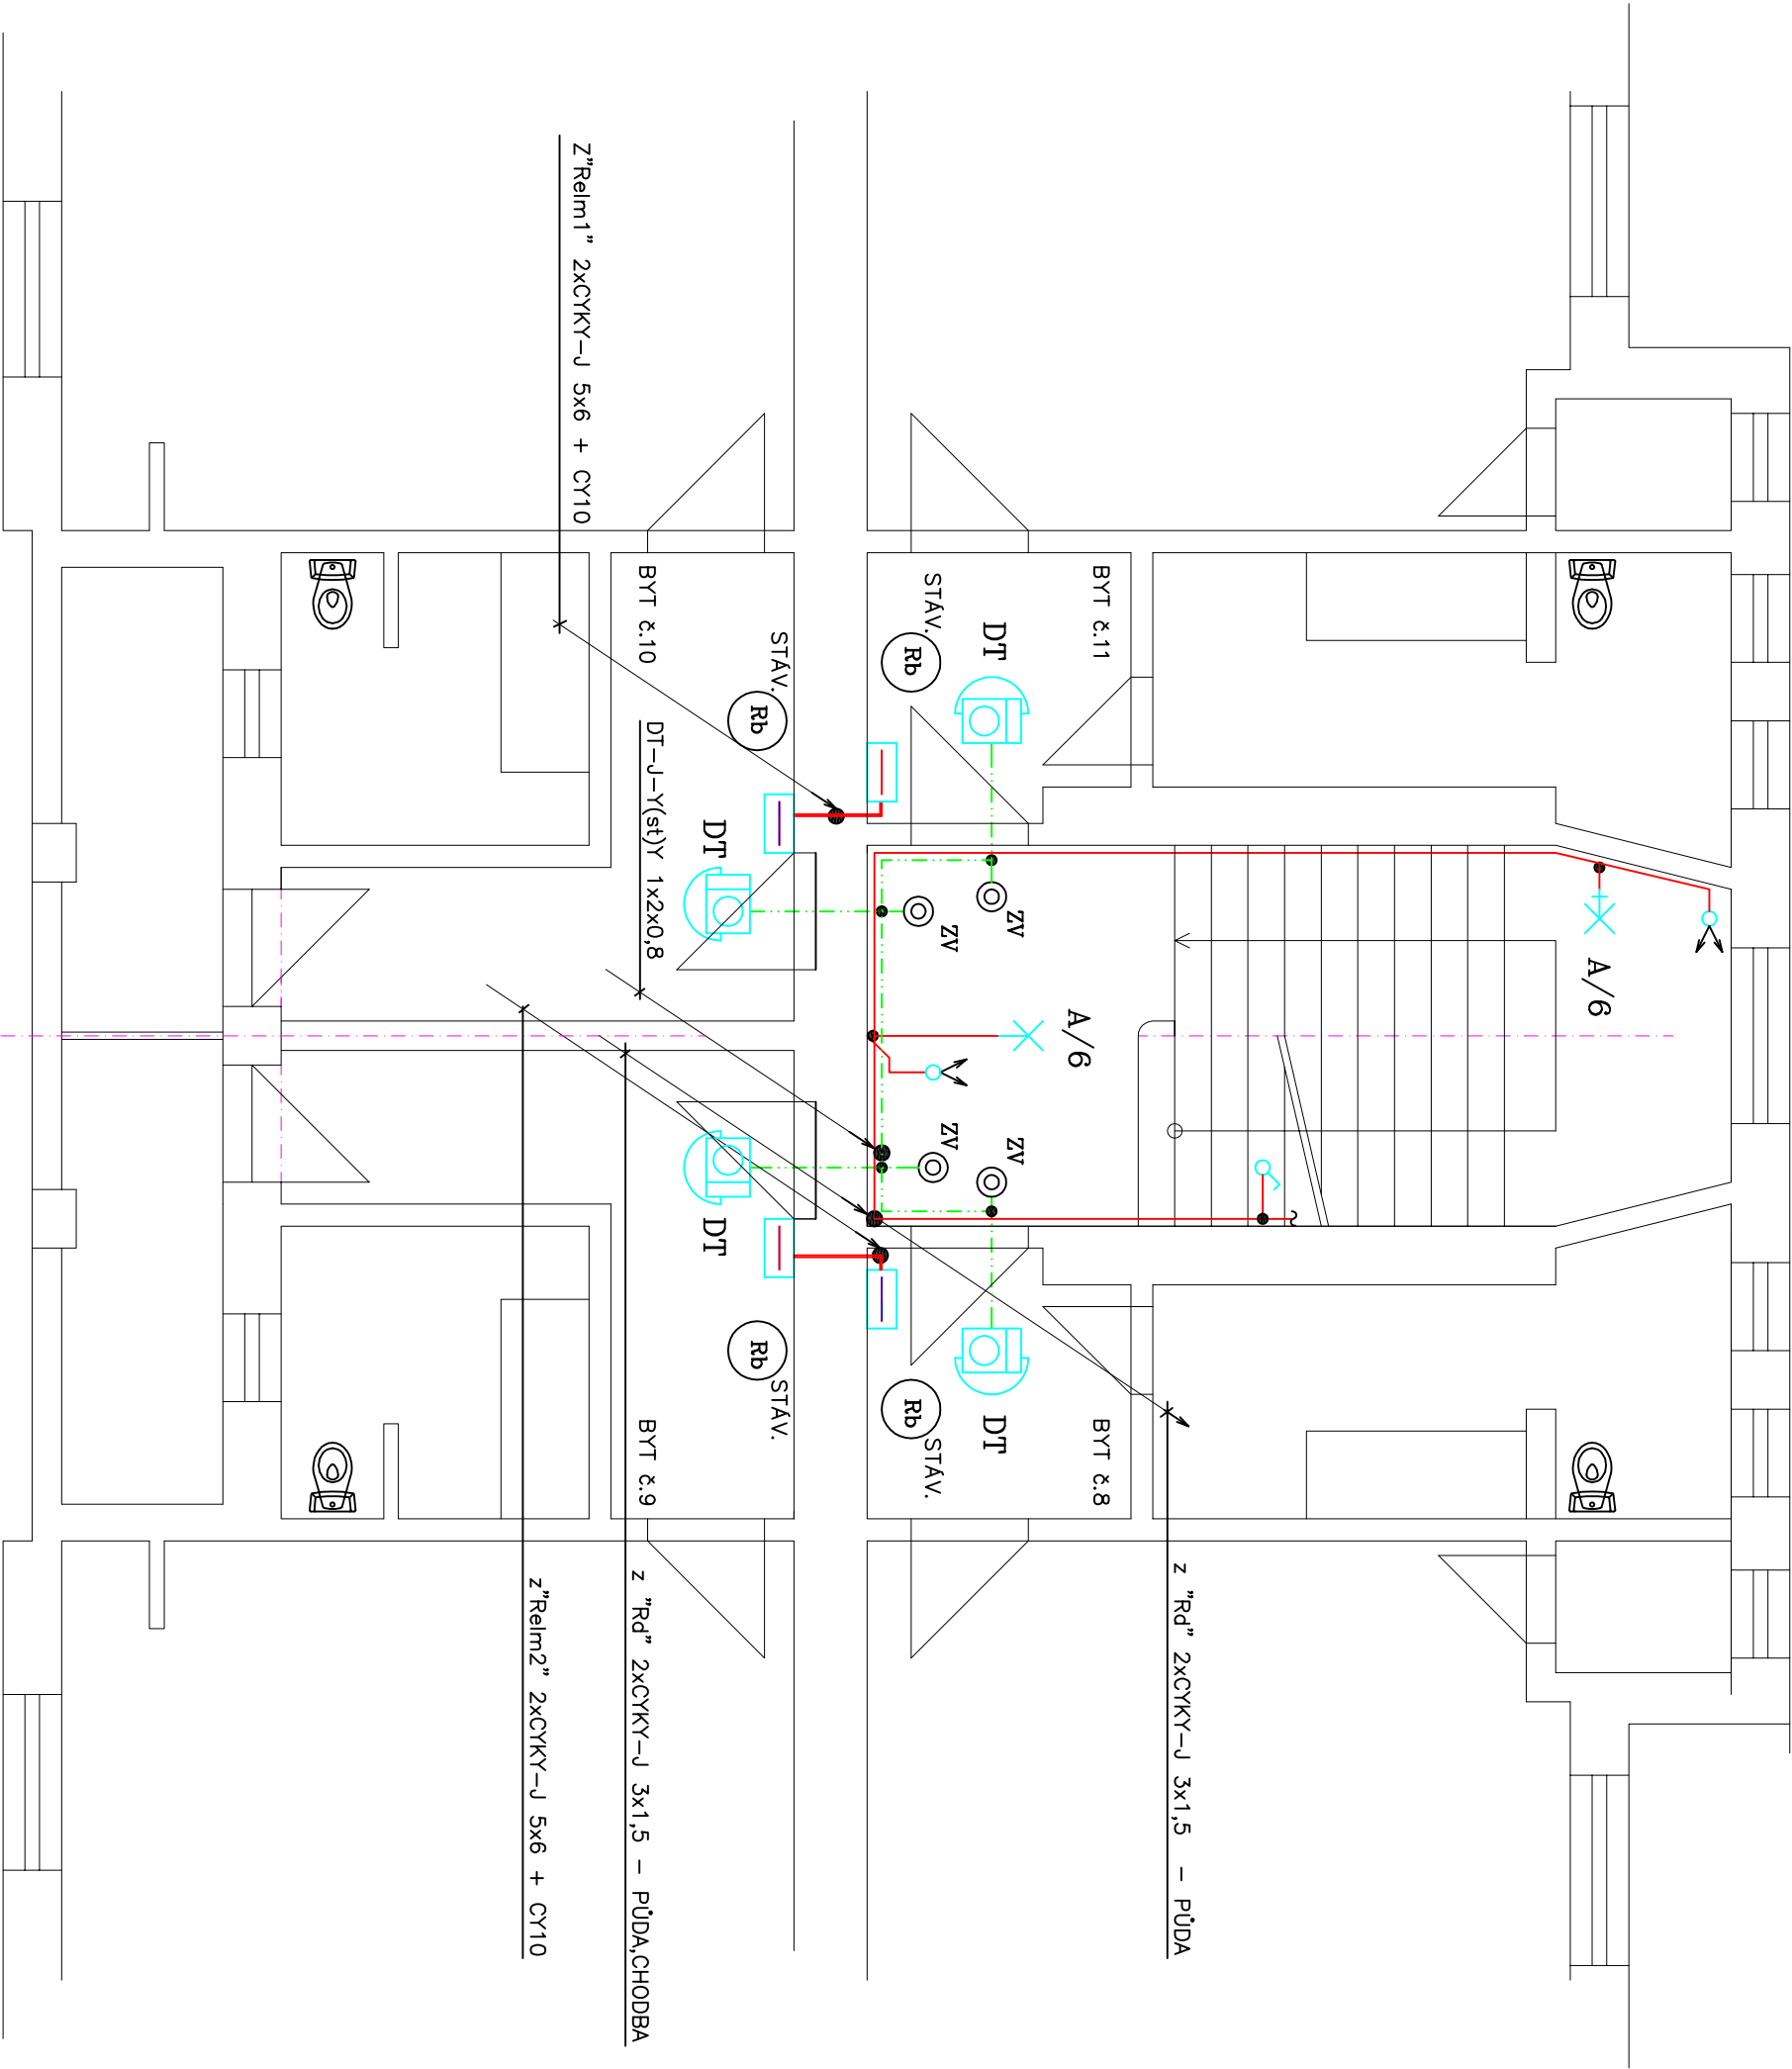 A/6
z "Rd" 2xCYKY-J 3x1,5 - PŮDA
BYT č.11
BYT č.8
A/6
ZV
ZV
DT
DT
ZV
ZV
STÁV.
STÁV.
Rb
Rb
STÁV.
STÁV.
Rb
Rb
DT
DT
DT-J-Y(st)Y 1x2x0,8
BYT č.10
BYT č.9
z "Rd" 2xCYKY-J 3x1,5 - PŮDA,CHODBA
Z"Relm1" 2xCYKY-J 5x6 + CY10
z"Relm2" 2xCYKY-J 5x6 + CY10